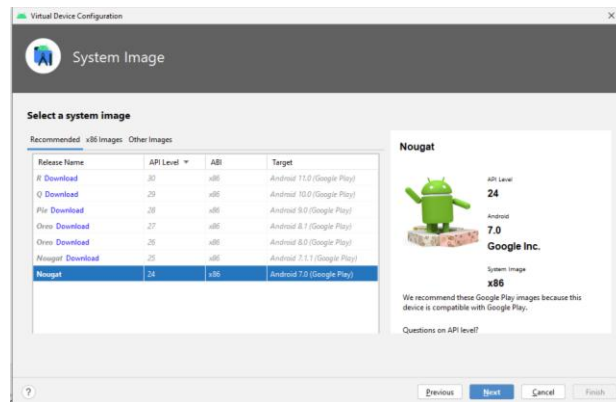 Virtual Device Configuration
System Image
Select a system image
Recommended x86 Images Other Images
Release Name API Level ABI Target
R Download 30 x86 Android 11.0 (Google Play)
Q Download 29 x86 Android 10.0 (Google Play)
Pie Download 28 x86 Android 9.0 (Google Play)
Oreo Download 27 x86 Android 8.1 (Google Play)
Oreo Download 26 x86 Android 8.0 (Google Play)
Nougat Download 25 x86 Android 7.1.1 (Google Play)
Nougat 24 x86 Android 7.0 (Google Play)
Nougat
API Level
24
Android
7.0
Google Inc.
System Image
x86
We recommend these Google Play images because this
device is compatible with Google Play.
Questions on API level?
? Previous Next Cancel Finish